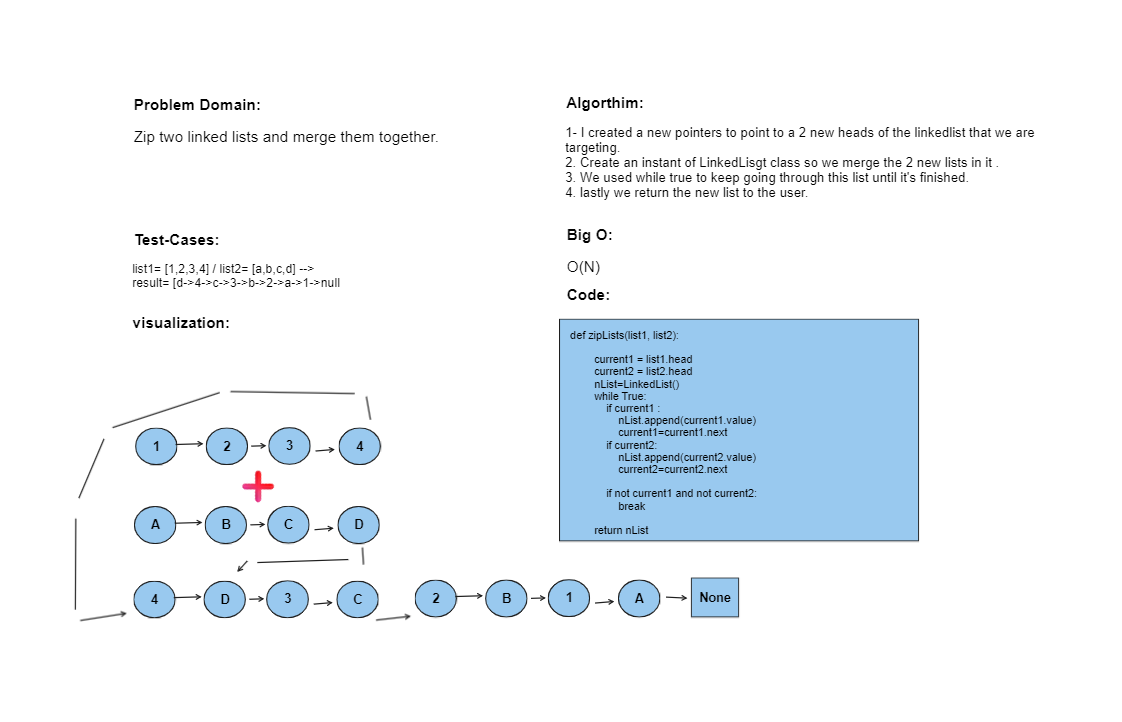 Problem Domain:
Zip two linked lists and merge them together.
Test-Cases:
list1= [1,2,3,4] / list2= [a,b,c,d] -->
result= [d->4->c->3->b->2->a->1->null
visualization:
1 2 3 4
A B C D
4 D 3 C 2 B 1 A None
Algorthim:
1- I created a new pointers to point to a 2 new heads of the linkedlist that we are
targeting.
2. Create an instant of LinkedLisgt class so we merge the 2 new lists in it .
3. We used while true to keep going through this list until it's finished.
4. lastly we return the new list to the user.
Big O:
O(N)
Code:
def zipLists(list1, list2):
current1 = list1.head
current2 = list2.head
nList=LinkedList()
while True:
if current1 :
nList.append(current1.value)
current1=current1.next
if current2:
nList.append(current2.value)
current2=current2.next
if not current1 and not current2:
break
return nList